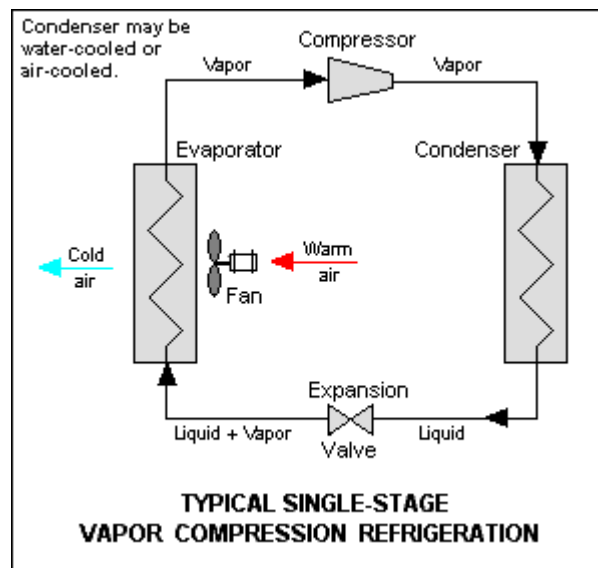 Condenser may be
water-cooled or
air-cooled.
Compressor
Vapor
Vapor
Evaporator
Condenser
Cold
air
Warm
air
Fan
Expansion
Valve
Liquid + Vapor
Liquid
TYPICAL SINGLE-STAGE
VAPOR COMPRESSION REFRIGERATION